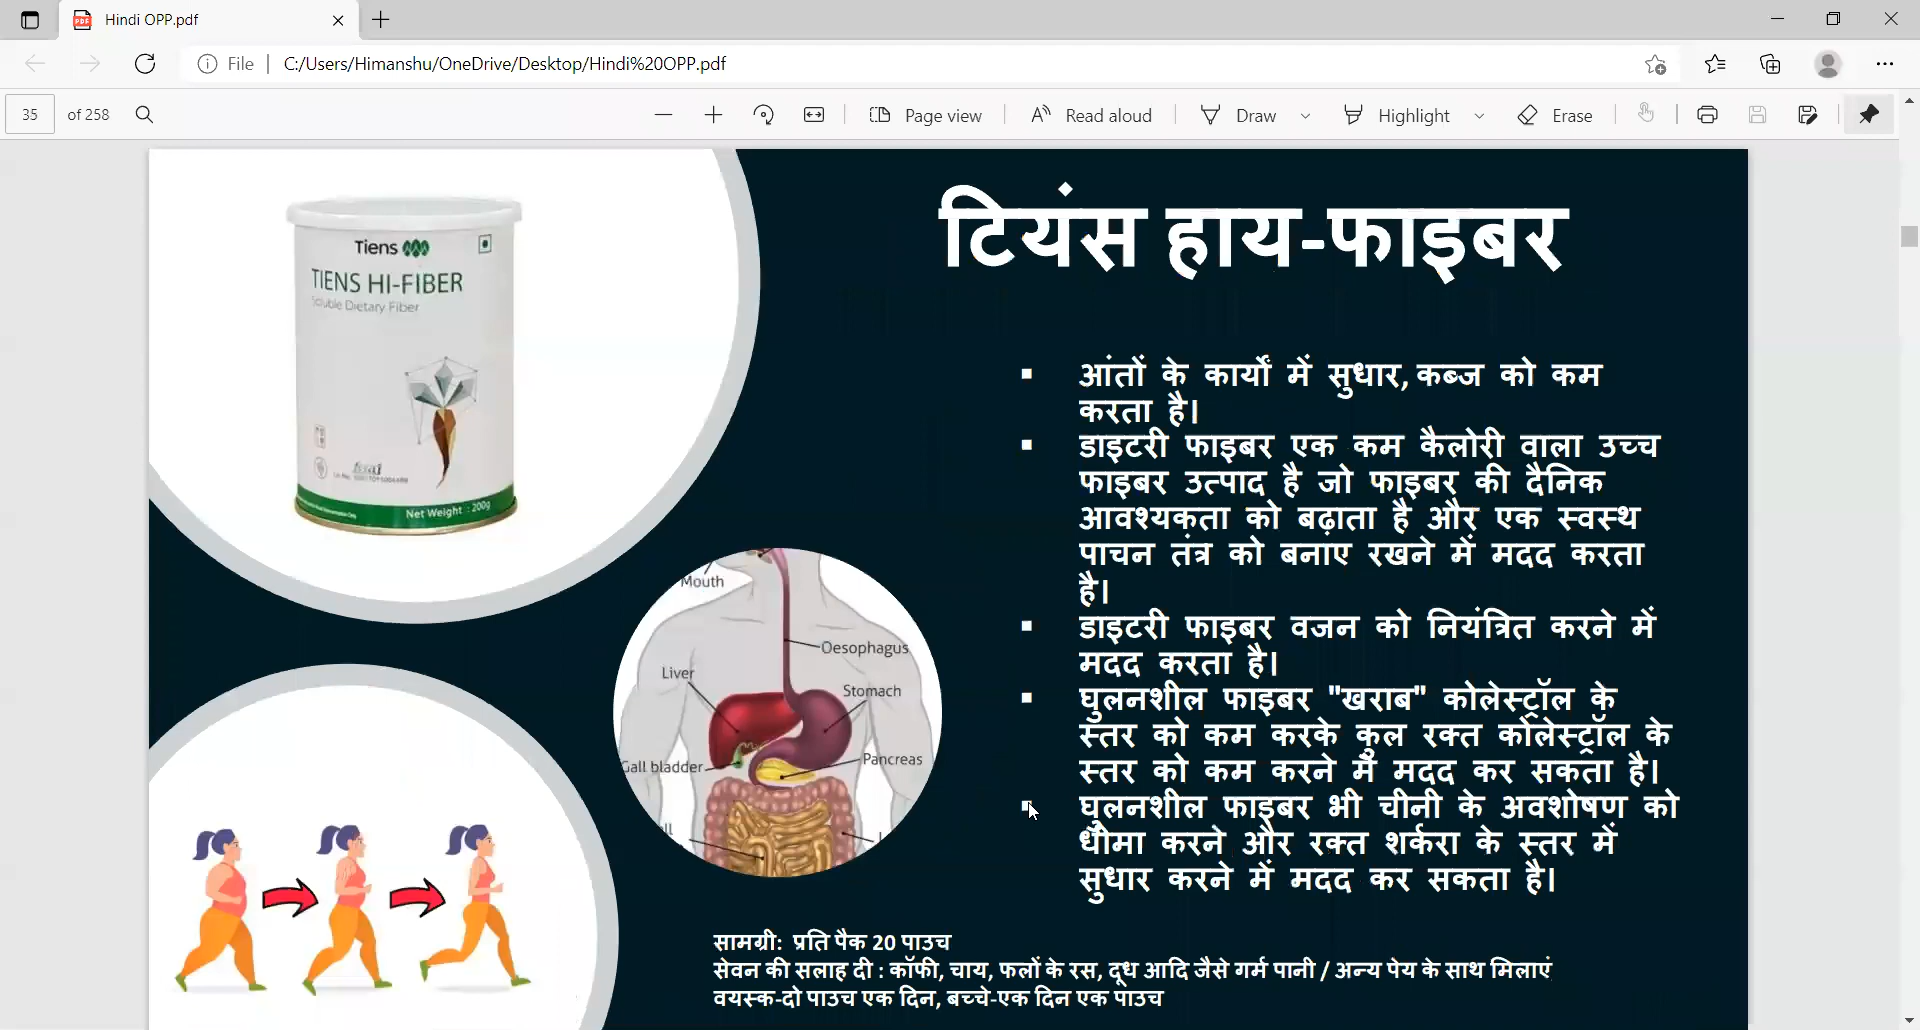 Hindi OPP.pdf
File
C:/Users/Himanshu/OneDrive/Desktop/Hindi%20OPP.pdf
35 of 258
Page view
Read aloud
Draw
Highlight
Erase
टियंस हाय-फाइबर
Tiens
TIENS HI-FIBER
Soluble Dietary Fiber
fssai
Net Weight : 200g
आंतों के कार्यों में सुधार, कब्ज को कम
करता है।
डाइटरी फाइबर एक कम कैलोरी वाला उच्च
फाइबर उत्पाद है जो फाइबर की दैनिक
आवश्यकता को बढ़ाता है और एक स्वस्थ
पाचन तंत्र को बनाए रखने में मदद करता
है।
डाइटरी फाइबर वजन को नियंत्रित करने में
मदद करता है।
घुलनशील फाइबर "खराब" कोलेस्ट्रॉल के
स्तर को कम करके कुल रक्त कोलेस्ट्रॉल के
स्तर को कम करने में मदद कर सकता है।
घुलनशील फाइबर भी चीनी के अवशोषण को
धीमा करने और रक्त शर्करा के स्तर में
सुधार करने में मदद कर सकता है।
Mouth
Oesophagus
Liver
Stomach
Pancreas
Gall bladder
सामग्री: प्रति पैक 20 पाउच
सेवन की सलाह दी : कॉफी, चाय, फलों के रस, दूध आदि जैसे गर्म पानी / अन्य पेय के साथ मिलाएं
वयस्क-दो पाउच एक दिन, बच्चे-एक दिन एक पाउच